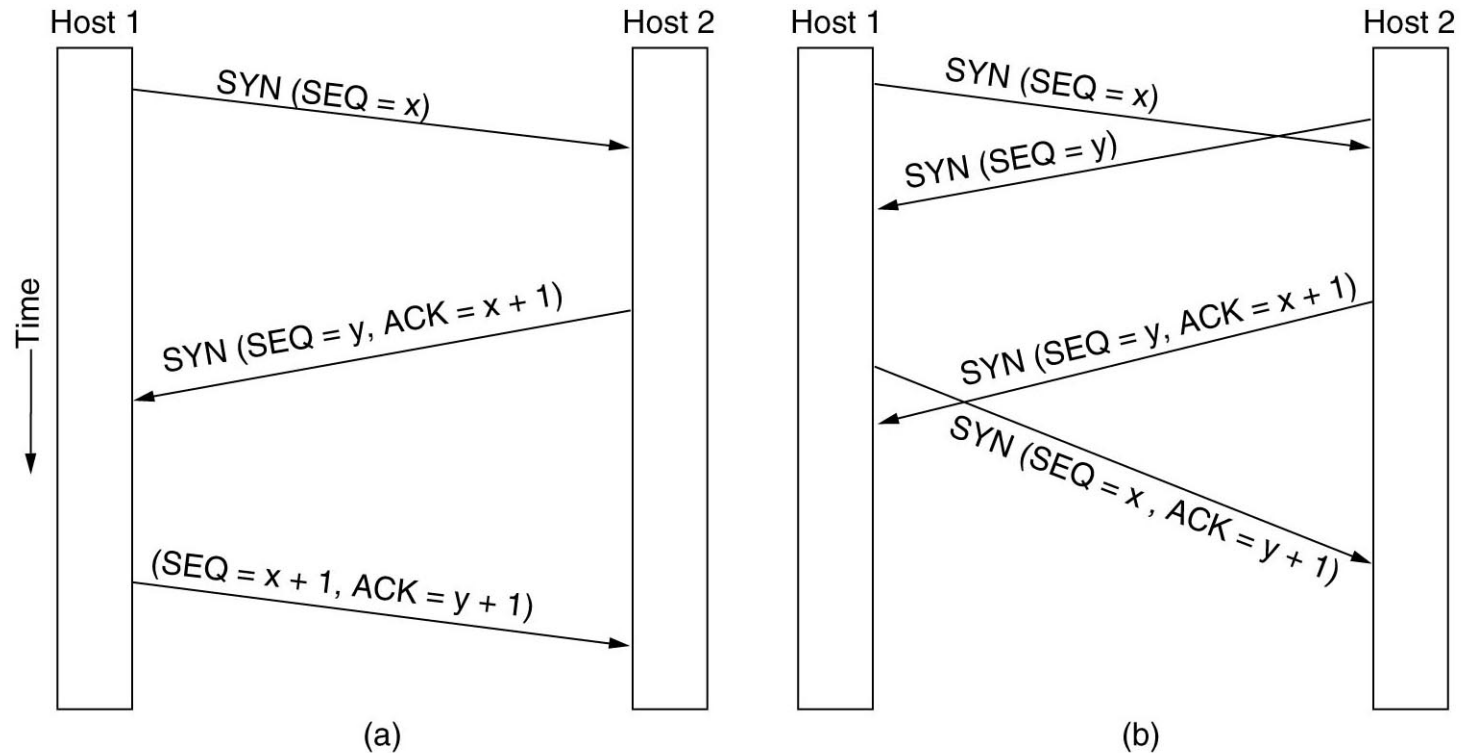 Host 1
Host 2
SYN (SEQ = x)
SYN (SEQ = y, ACK = x + 1)
(SEQ = x + 1, ACK = y + 1)
Time
(a)
Host 1
Host 2
SYN (SEQ = x)
SYN (SEQ = y)
SYN (SEQ = y, ACK = x + 1)
SYN (SEQ = x , ACK = y + 1)
(b)